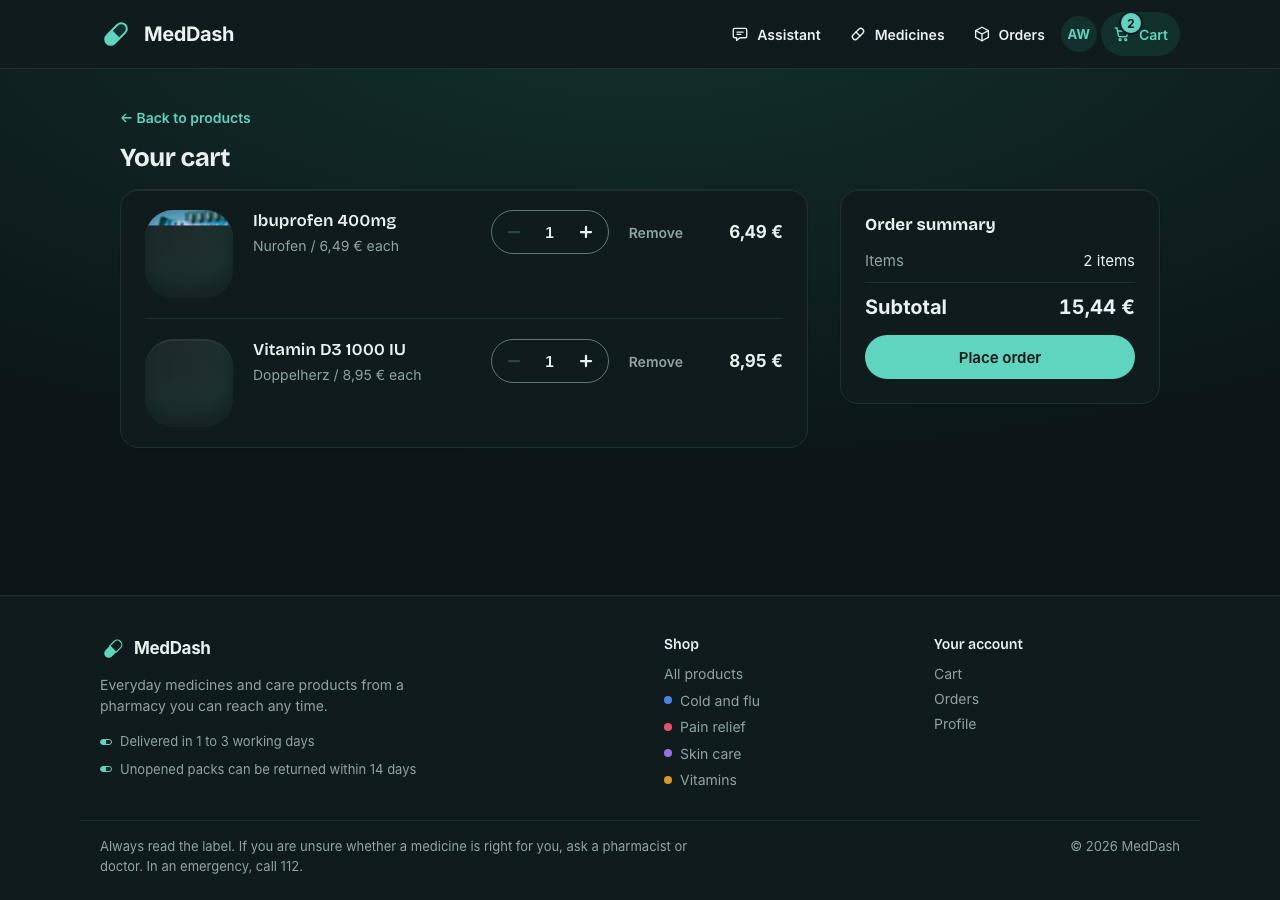 MedDash
Assistant
Medicines
Orders
AW
2
Cart
← Back to products
Your cart
Ibuprofen 400mg
Nurofen / 6,49 € each
− 1 +
Remove
6,49 €
Vitamin D3 1000 IU
Doppelherz / 8,95 € each
− 1 +
Remove
8,95 €
Order summary
Items 2 items
Subtotal 15,44 €
Place order
MedDash
Everyday medicines and care products from a
pharmacy you can reach any time.
Delivered in 1 to 3 working days
Unopened packs can be returned within 14 days
Shop
All products
Cold and flu
Pain relief
Skin care
Vitamins
Your account
Cart
Orders
Profile
Always read the label. If you are unsure whether a medicine is right for you, ask a pharmacist or
doctor. In an emergency, call 112.
© 2026 MedDash